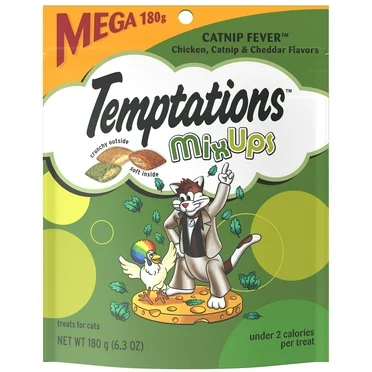 MEGA 180g
CATNIP FEVER™
Chicken, Catnip & Cheddar Flavors
Temptations™
MixUps
crunchy outside
soft inside
treats for cats
NET WT 180 g (6.3 OZ)
under 2 calories
per treat